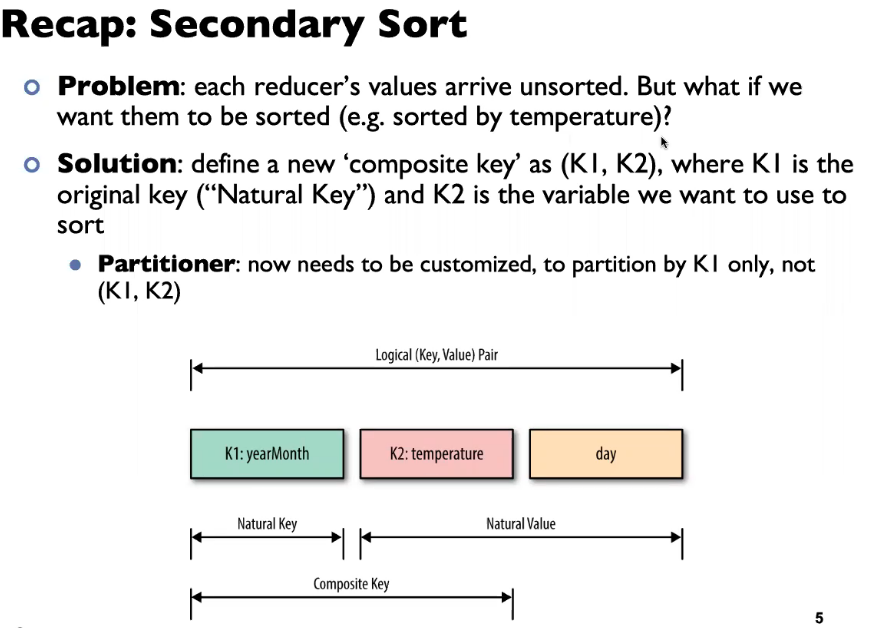 Recap: Secondary Sort
Problem: each reducer's values arrive unsorted. But what if we
want them to be sorted (e.g. sorted by temperature)?
Solution: define a new 'composite key' as (K1, K2), where K1 is the
original key ("Natural Key") and K2 is the variable we want to use to
sort
Partitioner: now needs to be customized, to partition by K1 only, not
(K1, K2)
Logical (Key, Value) Pair
K1: yearMonth
K2: temperature
day
Natural Key
Natural Value
Composite Key
5